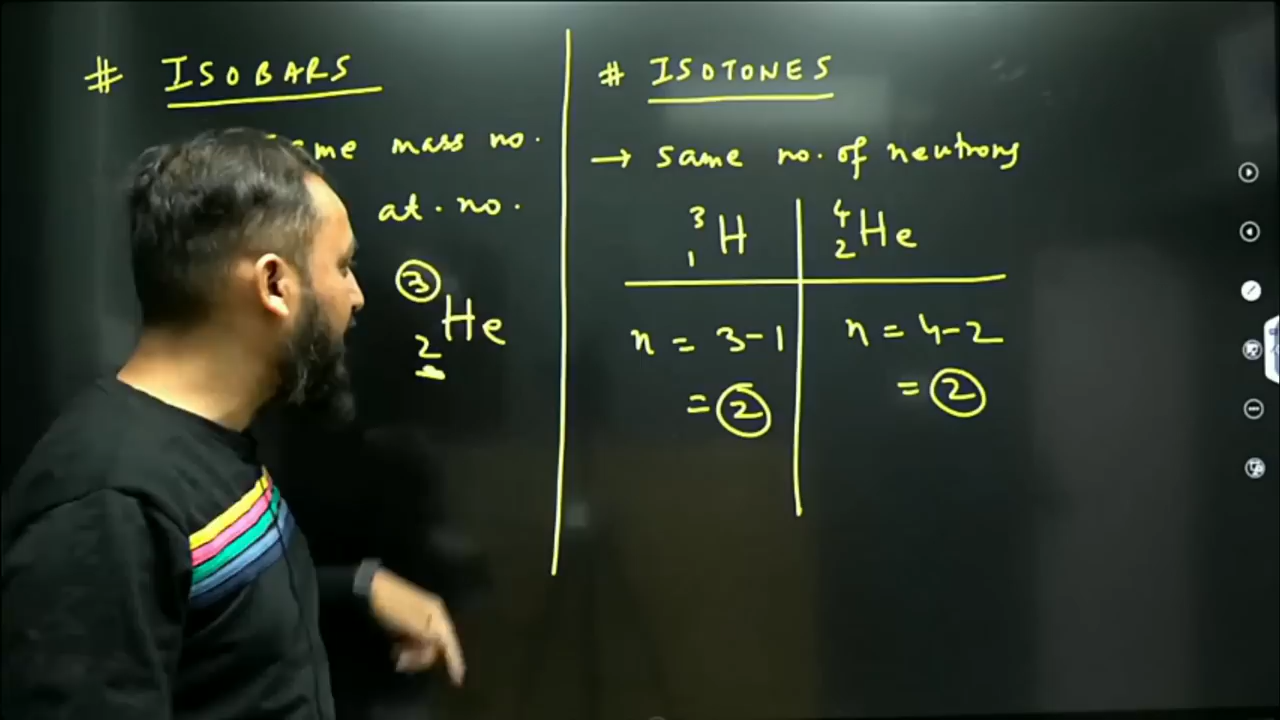 # ISOBARS
me mass no.
at. no.
3
2 He
# ISOTONES
→ same no. of neutrons
3
1 H
4
2 He
n = 3-1
= 2
n = 4-2
= 2